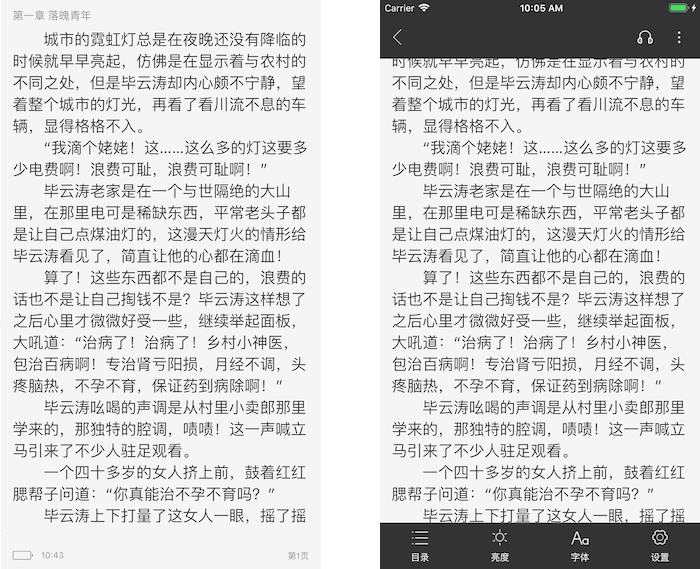 第一章 落魄青年
城市的霓虹灯总是在夜晚还没有降临的
时候就早早亮起，仿佛是在显示着与农村的
不同之处，但是毕云涛却内心颇不宁静，望
着整个城市的灯光，再看了看川流不息的车
辆，显得格格不入。
“我滴个姥姥！这……这么多的灯这要多
少电费啊！浪费可耻，浪费可耻啊！”
毕云涛老家是在一个与世隔绝的大山
里，在那里电可是稀缺东西，平常老头子都
是让自己点煤油灯的，这漫天灯火的情形给
毕云涛看见了，简直让他的心都在滴血！
算了！这些东西都不是自己的，浪费的
话也不是让自己掏钱不是？毕云涛这样想了
之后心里才微微好受一些，继续举起面板，
大吼道：“治病了！治病了！乡村小神医，
包治百病啊！专治肾亏阳损，月经不调，头
疼脑热，不孕不育，保证药到病除啊！”
毕云涛吆喝的声调是从村里小卖郎那里
学来的，那独特的腔调，啧啧！这一声喊立
马引来了不少人驻足观看。
一个四十多岁的女人挤上前，鼓着红红
腮帮子问道：“你真能治不孕不育吗？”
毕云涛上下打量了这女人一眼，摇了摇
10:43
第1页
Carrier
10:05 AM
时候就早早亮起，仿佛是在显示着与农村的
不同之处，但是毕云涛却内心颇不宁静，望
着整个城市的灯光，再看了看川流不息的车
辆，显得格格不入。
“我滴个姥姥！这……这么多的灯这要多
少电费啊！浪费可耻，浪费可耻啊！”
毕云涛老家是在一个与世隔绝的大山
里，在那里电可是稀缺东西，平常老头子都
是让自己点煤油灯的，这漫天灯火的情形给
毕云涛看见了，简直让他的心都在滴血！
算了！这些东西都不是自己的，浪费的
话也不是让自己掏钱不是？毕云涛这样想了
之后心里才微微好受一些，继续举起面板，
大吼道：“治病了！治病了！乡村小神医，
包治百病啊！专治肾亏阳损，月经不调，头
疼脑热，不孕不育，保证药到病除啊！”
毕云涛吆喝的声调是从村里小卖郎那里
学来的，那独特的腔调，啧啧！这一声喊立
马引来了不少人驻足观看。
一个四十多岁的女人挤上前，鼓着红红
腮帮子问道：“你真能治不孕不育吗？”
毕云涛上下打量了这女人一眼，摇了摇
Aa
目录
亮度
字体
设置